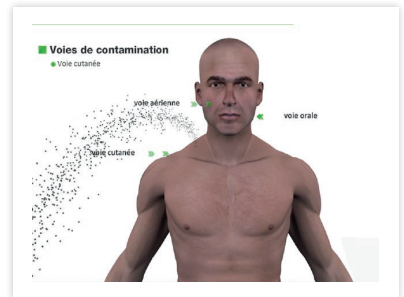 Voies de contamination
Voie cutanée
voie aérienne
voie orale
voie cutanée